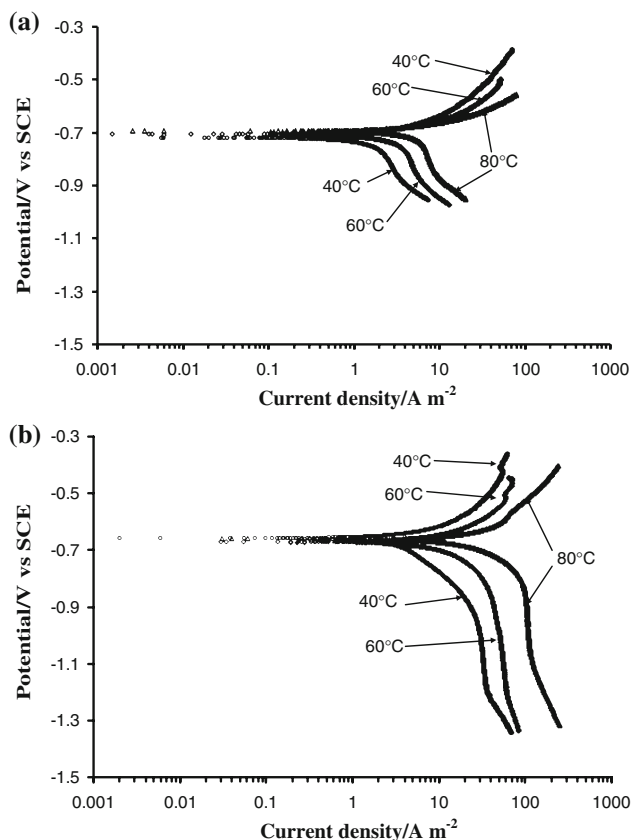 (a)
-0.3
-0.5
-0.7
-0.9
-1.1
-1.3
-1.5
Potential/V vs SCE
40°C
60°C
80°C
40°C
60°C
0.001 0.01 0.1 1 10 100 1000
Current density/A m-2
(b)
-0.3
-0.5
-0.7
-0.9
-1.1
-1.3
-1.5
Potential/V vs SCE
40°C
60°C
80°C
40°C
60°C
0.001 0.01 0.1 1 10 100 1000
Current density/A m-2